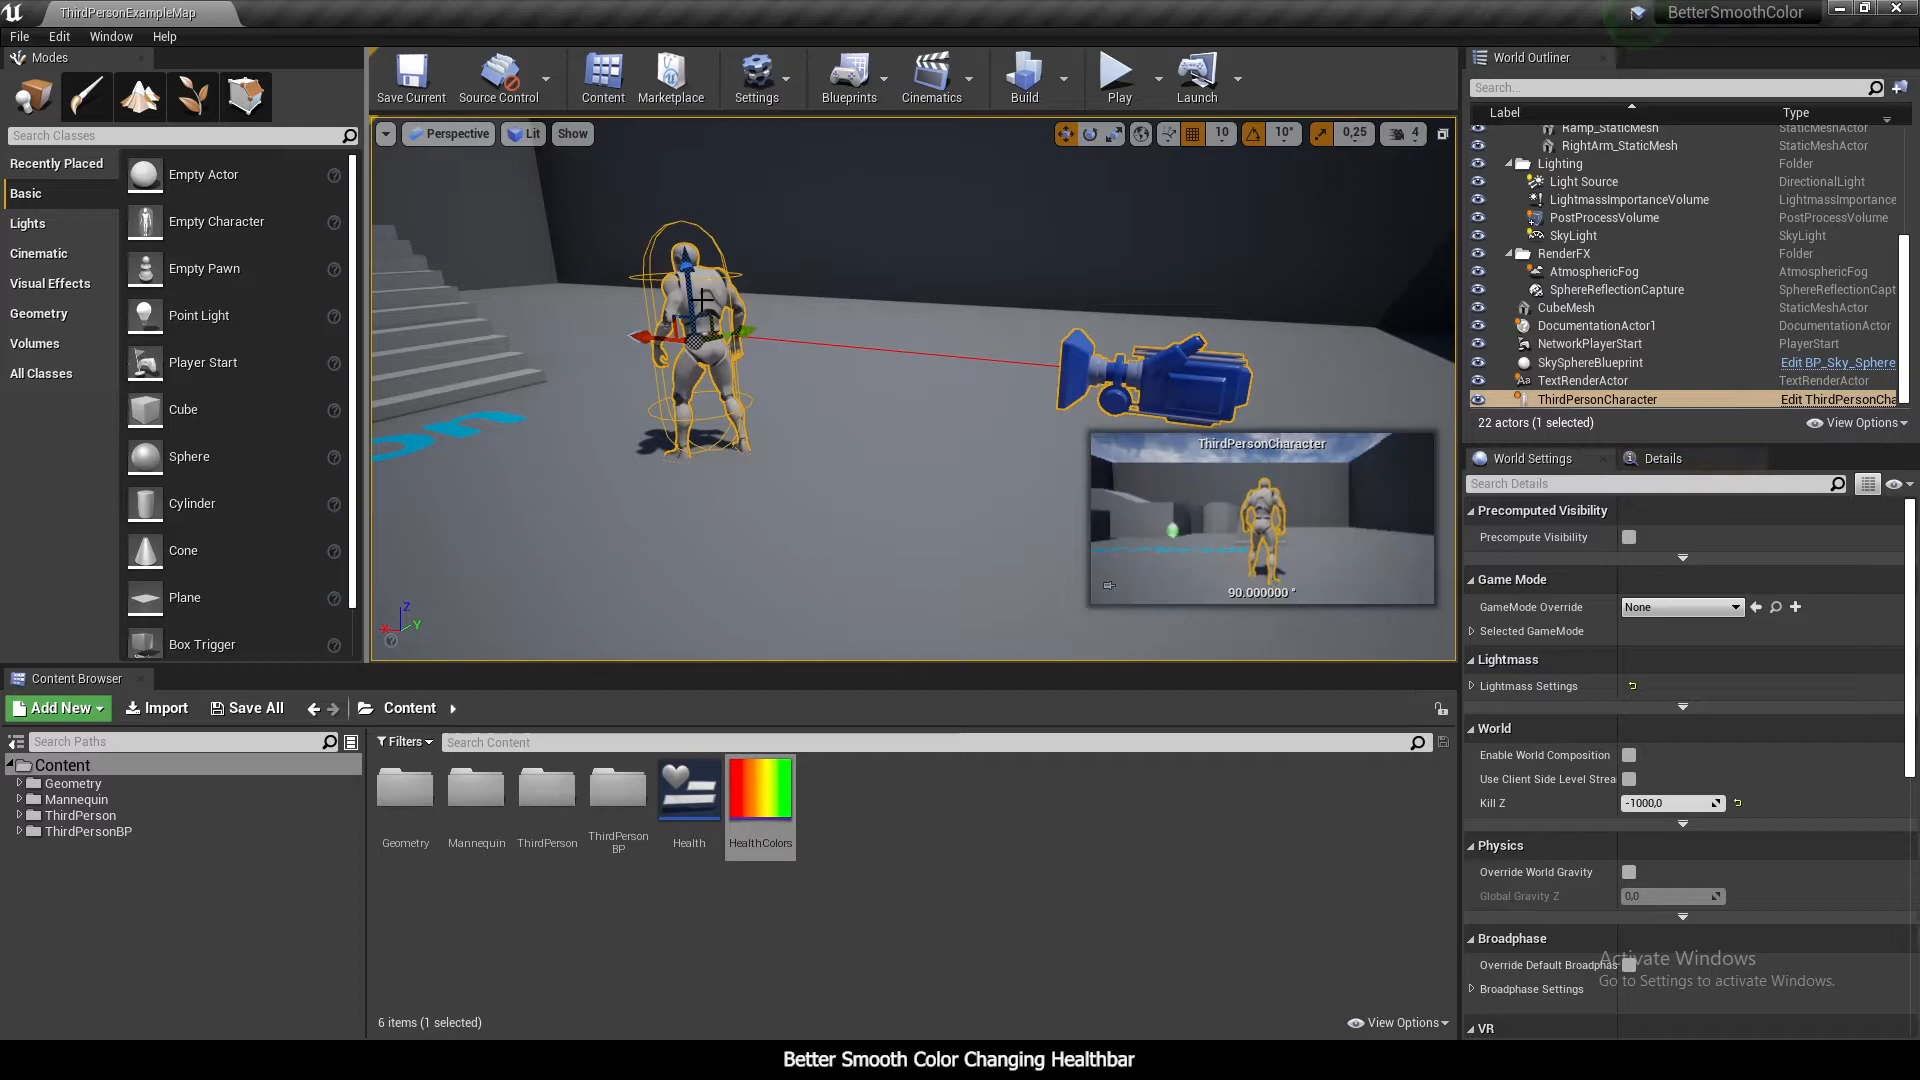 ThirdPersonExampleMap
BetterSmoothColor
File Edit Window Help
Modes
Search Classes
Recently Placed
Basic
Lights
Cinematic
Visual Effects
Geometry
Volumes
All Classes
Empty Actor
Empty Character
Empty Pawn
Point Light
Player Start
Cube
Sphere
Cylinder
Cone
Plane
Box Trigger
Save Current
Source Control
Content
Marketplace
Settings
Blueprints
Cinematics
Build
Play
Launch
Perspective
Lit
Show
10
10°
0,25
4
ThirdPersonCharacter
90.000000 °
Z
Y
World Outliner
Search...
Label Type
Ramp_StaticMesh StaticMeshActor
RightArm_StaticMesh StaticMeshActor
Lighting Folder
Light Source DirectionalLight
LightmassImportanceVolume LightmassImportance
PostProcessVolume PostProcessVolume
SkyLight SkyLight
RenderFX Folder
AtmosphericFog AtmosphericFog
SphereReflectionCapture SphereReflectionCapt
CubeMesh StaticMeshActor
DocumentationActor1 DocumentationActor
NetworkPlayerStart PlayerStart
SkySphereBlueprint Edit BP_Sky_Sphere
TextRenderActor TextRenderActor
ThirdPersonCharacter Edit ThirdPersonCha
22 actors (1 selected)
View Options
World Settings
Details
Search Details
Precomputed Visibility
Precompute Visibility
Game Mode
GameMode Override None
Selected GameMode
Lightmass
Lightmass Settings
World
Enable World Composition
Use Client Side Level Strea
Kill Z -1000,0
Physics
Override World Gravity
Global Gravity Z 0,0
Broadphase
Override Default Broadphas
Broadphase Settings
VR
Activate Windows
Go to Settings to activate Windows.
Content Browser
Add New Import Save All Content
Search Paths
Content
Geometry
Mannequin
ThirdPerson
ThirdPersonBP
Filters
Search Content
Geometry
Mannequin
ThirdPerson
ThirdPerson
BP
Health
HealthColors
6 items (1 selected)
View Options
Better Smooth Color Changing Healthbar